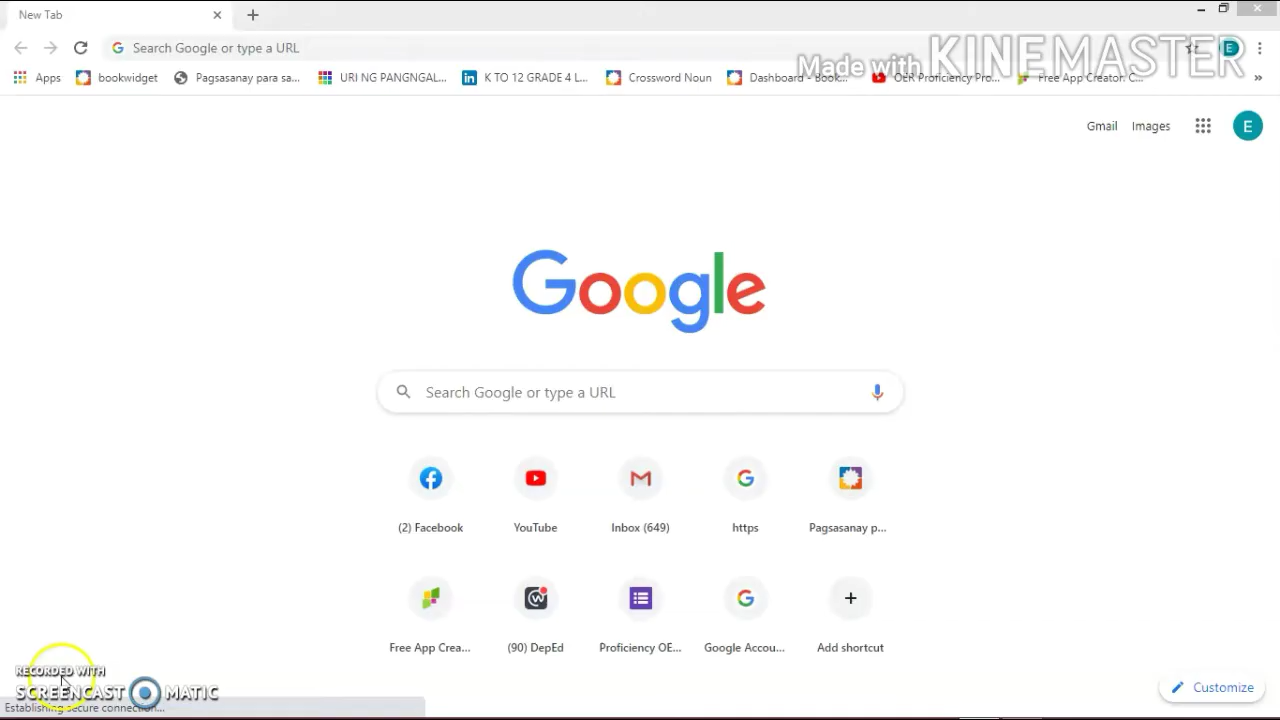 New Tab
Search Google or type a URL
Made with KINEMASTER
Apps bookwidget Pagsasanay para sa... URI NG PANGNGAL... K TO 12 GRADE 4 L... Crossword Noun Dashboard - Book... OER Proficiency Pro... Free App Creator. C... »
Gmail Images E
Google
Search Google or type a URL
(2) Facebook YouTube Inbox (649) https Pagsasanay p...
Free App Crea... (90) DepEd Proficiency OE... Google Accou... Add shortcut
RECORDED WITH
SCREENCAST MATIC
Customize
Establishing secure connection...